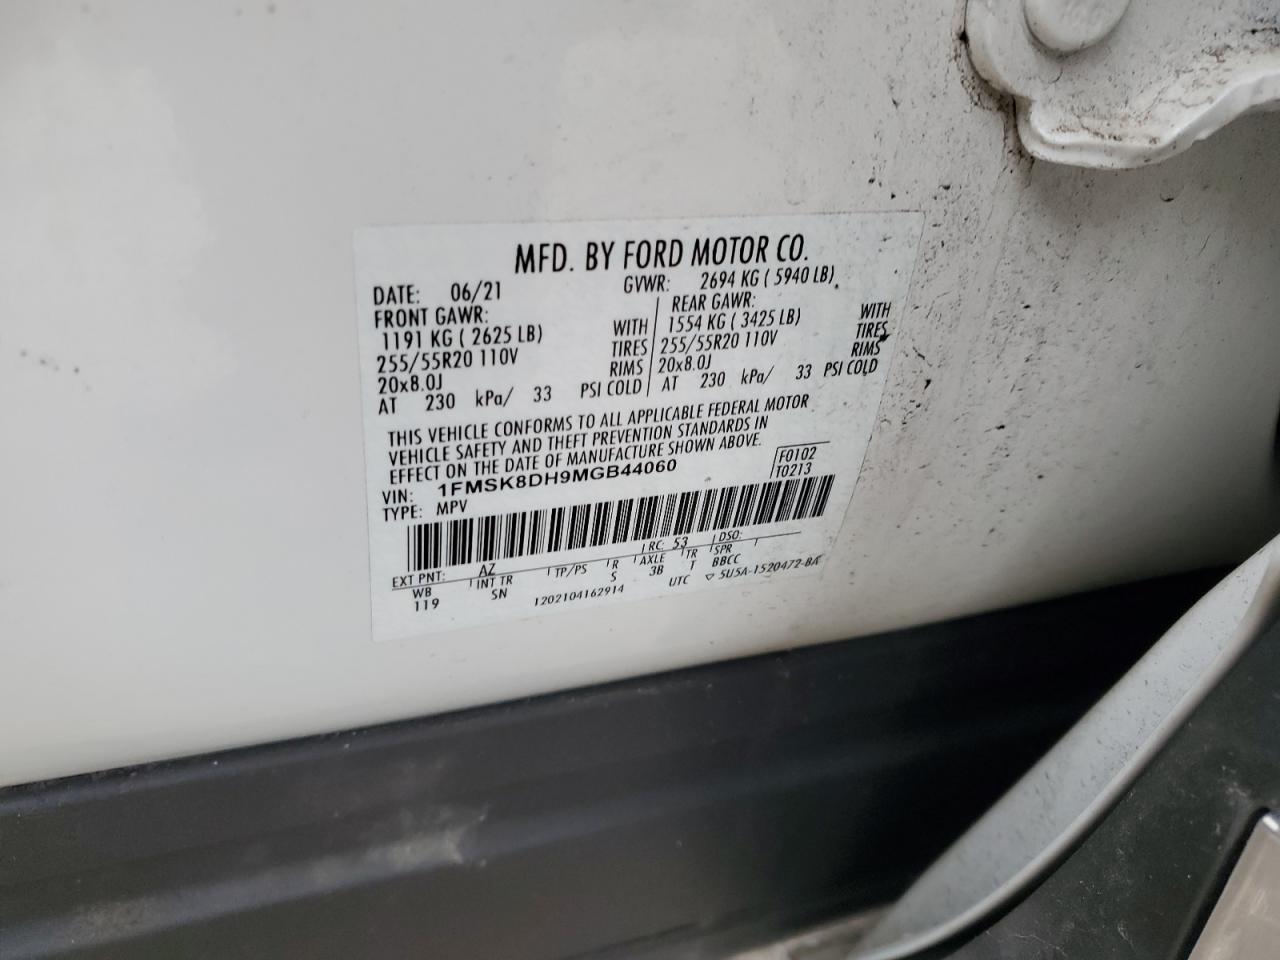 MFD. BY FORD MOTOR CO.
DATE: 06/21 GVWR: 2694 KG ( 5940 LB)
FRONT GAWR: REAR GAWR:
1191 KG ( 2625 LB) WITH 1554 KG ( 3425 LB) WITH
255/55R20 110V TIRES 255/55R20 110V TIRES
20x8.0J RIMS 20x8.0J RIMS
AT 230 kPa/ 33 PSI COLD AT 230 kPa/ 33 PSI COLD
THIS VEHICLE CONFORMS TO ALL APPLICABLE FEDERAL MOTOR
VEHICLE SAFETY AND THEFT PREVENTION STANDARDS IN
EFFECT ON THE DATE OF MANUFACTURE SHOWN ABOVE.
VIN: 1FMSK8DH9MGB44060 F0102
TYPE: MPV T0213
EXT PNT: AZ RC: 53 DSO:
WB INT TR TP/PS R AXLE TR SPR
119 SN S 3B T BBCC
1202104162914 UTC ▽ 5U5A-1520472-BA